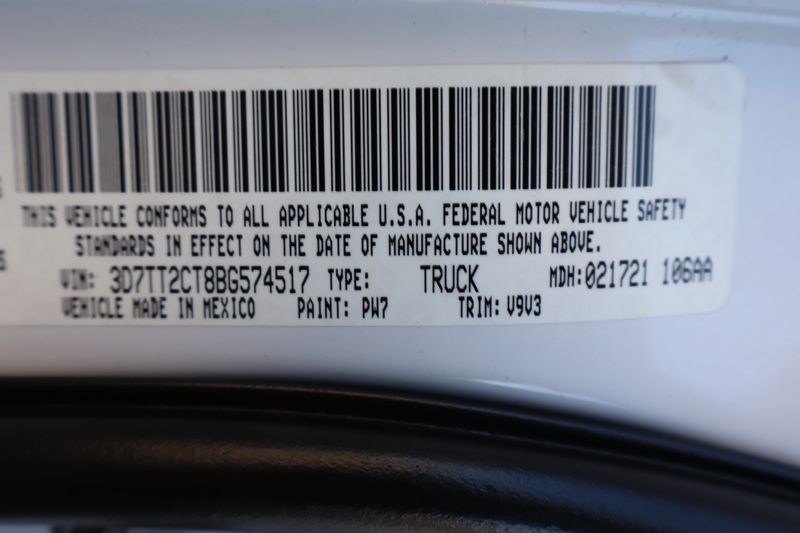 THIS VEHICLE CONFORMS TO ALL APPLICABLE U.S.A. FEDERAL MOTOR VEHICLE SAFETY
STANDARDS IN EFFECT ON THE DATE OF MANUFACTURE SHOWN ABOVE.
VIN: 3D7TT2CT8BG574517 TYPE: TRUCK MDH:021721 106AA
VEHICLE MADE IN MEXICO PAINT: PW7 TRIM: V9V3